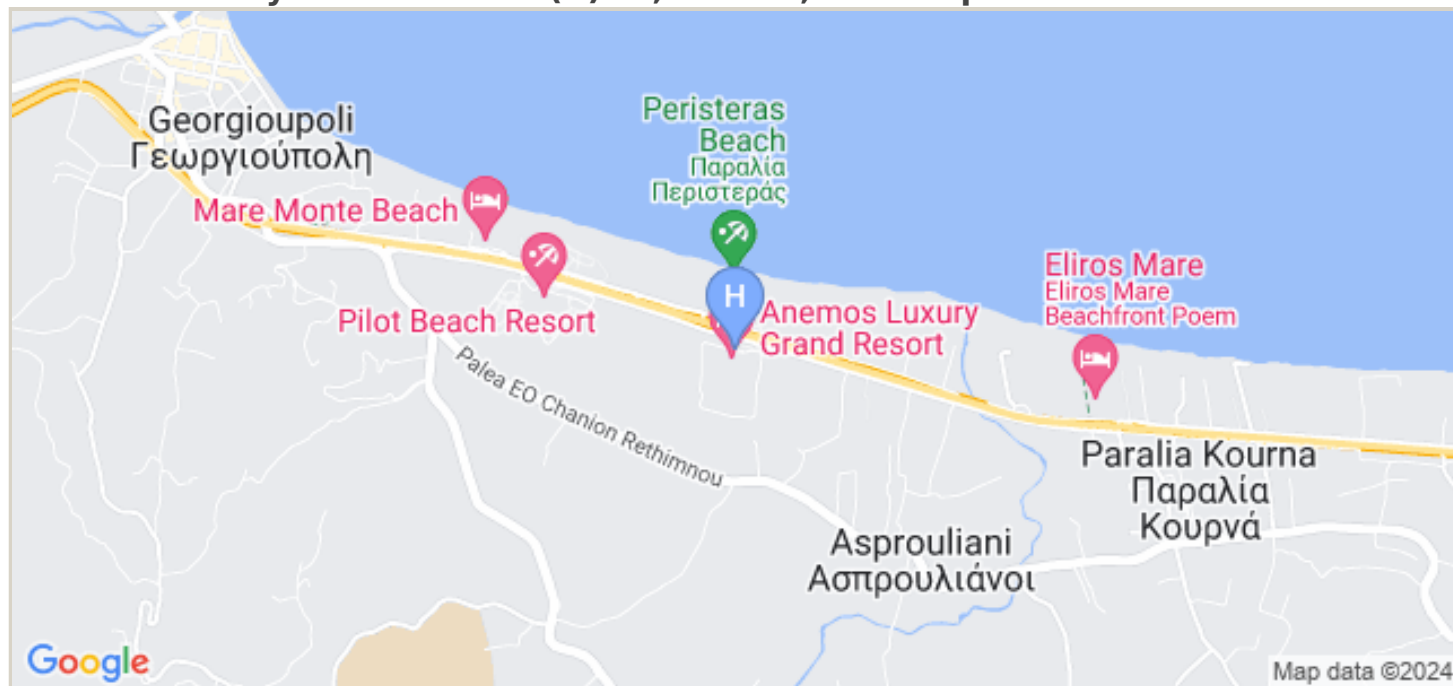 Georgioupoli
Γεωργιούπολη
Peristeras
Beach
Παραλία
Περιστεράς
Mare Monte Beach
H
Pilot Beach Resort
Anemos Luxury
Grand Resort
Eliros Mare
Eliros Mare
Beachfront Poem
Palea EO Chanion Rethimnou
Paralia Kourna
Παραλία
Κουρνά
Asprouliani
Ασπρουλιάνοι
Google
Map data ©2024